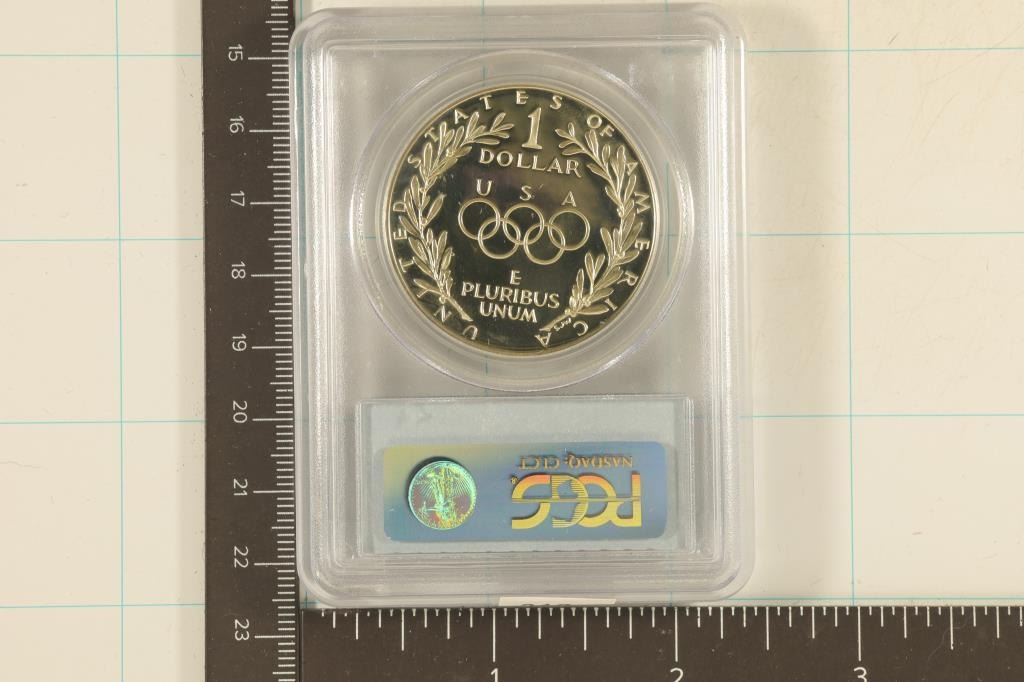 UNITED STATES OF AMERICA
1
DOLLAR
USA
E
PLURIBUS
UNUM
NASDAQ: CLCT
PCGS®
15
16
17
18
19
20
21
22
23
1
2
3